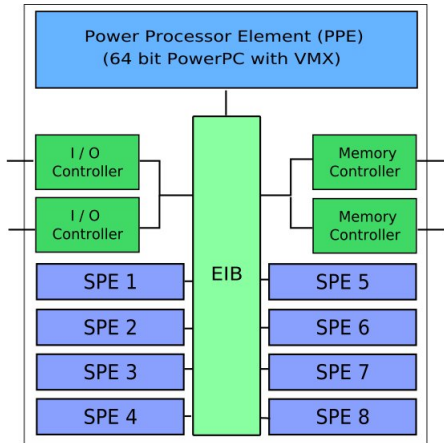 Power Processor Element (PPE)
(64 bit PowerPC with VMX)
I / O
Controller
Memory
Controller
I / O
Controller
Memory
Controller
EIB
SPE 1
SPE 5
SPE 2
SPE 6
SPE 3
SPE 7
SPE 4
SPE 8